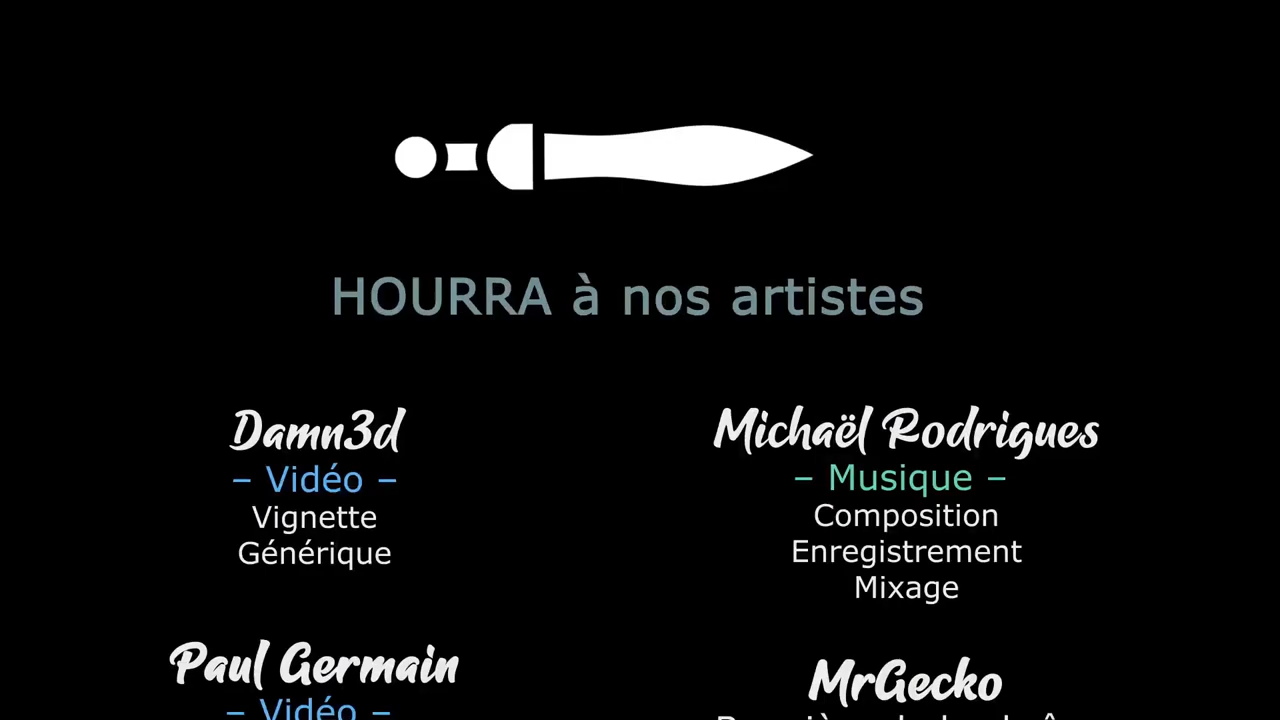 HOURRA à nos artistes
Damn3d
– Vidéo –
Vignette
Générique
Michaël Rodrigues
– Musique –
Composition
Enregistrement
Mixage
Paul Germain
– Vidéo –
MrGecko